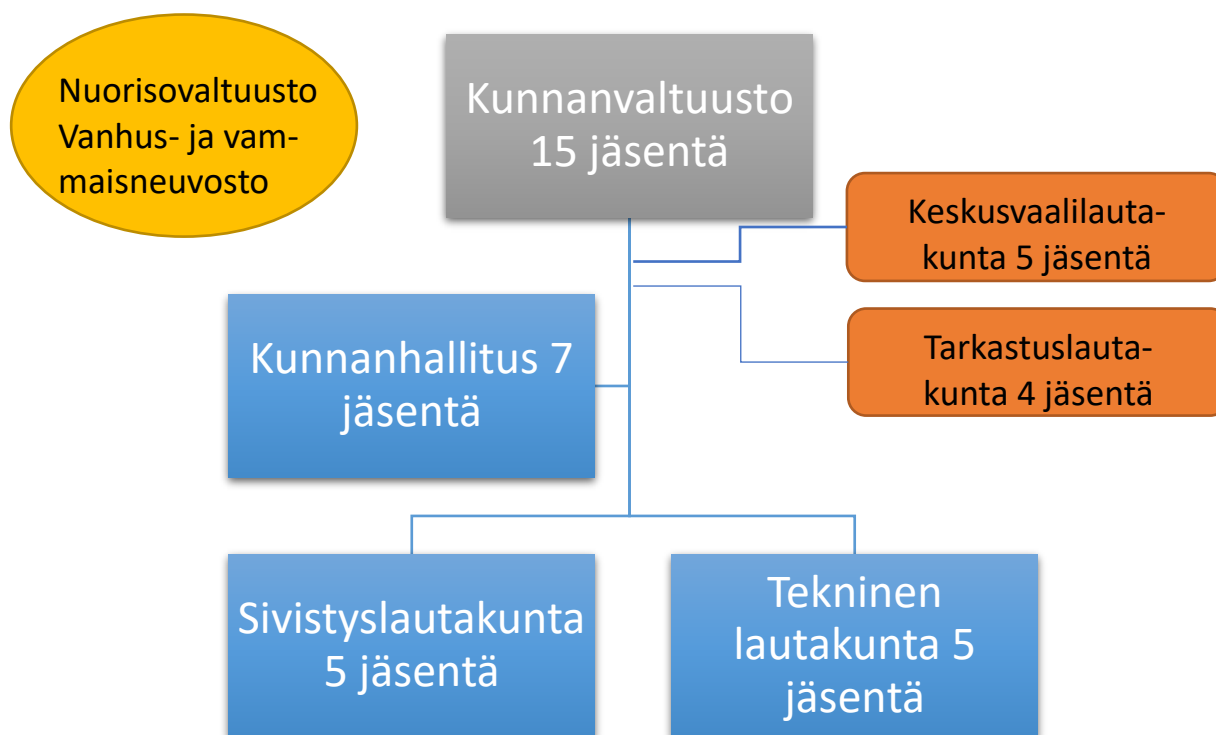 Nuorisovaltuusto
Vanhus- ja vam-
maisneuvosto
Kunnanvaltuusto
15 jäsentä
Keskusvaalilauta-
kunta 5 jäsentä
Tarkastuslauta-
kunta 4 jäsentä
Kunnanhallitus 7
jäsentä
Sivistyslautakunta
5 jäsentä
Tekninen
lautakunta 5
jäsentä